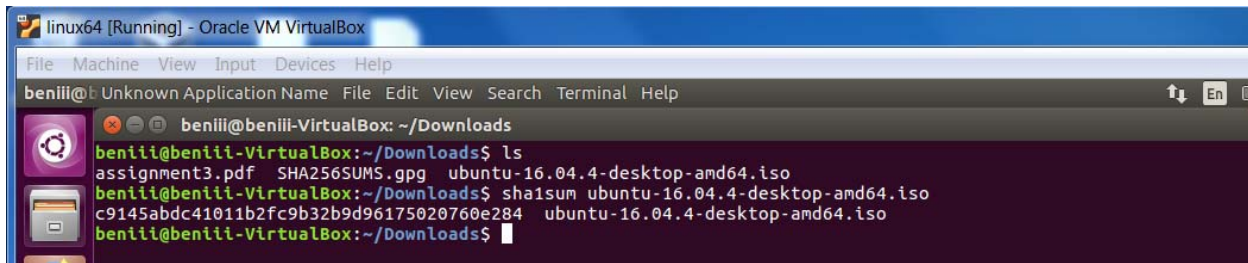 linux64 [Running] - Oracle VM VirtualBox
File Machine View Input Devices Help
beniii@b Unknown Application Name File Edit View Search Terminal Help En
beniii@beniii-VirtualBox: ~/Downloads
beniii@beniii-VirtualBox:~/Downloads$ ls
assignment3.pdf SHA256SUMS.gpg ubuntu-16.04.4-desktop-amd64.iso
beniii@beniii-VirtualBox:~/Downloads$ sha1sum ubuntu-16.04.4-desktop-amd64.iso
c9145abdc41011b2fc9b32b9d96175020760e284 ubuntu-16.04.4-desktop-amd64.iso
beniii@beniii-VirtualBox:~/Downloads$